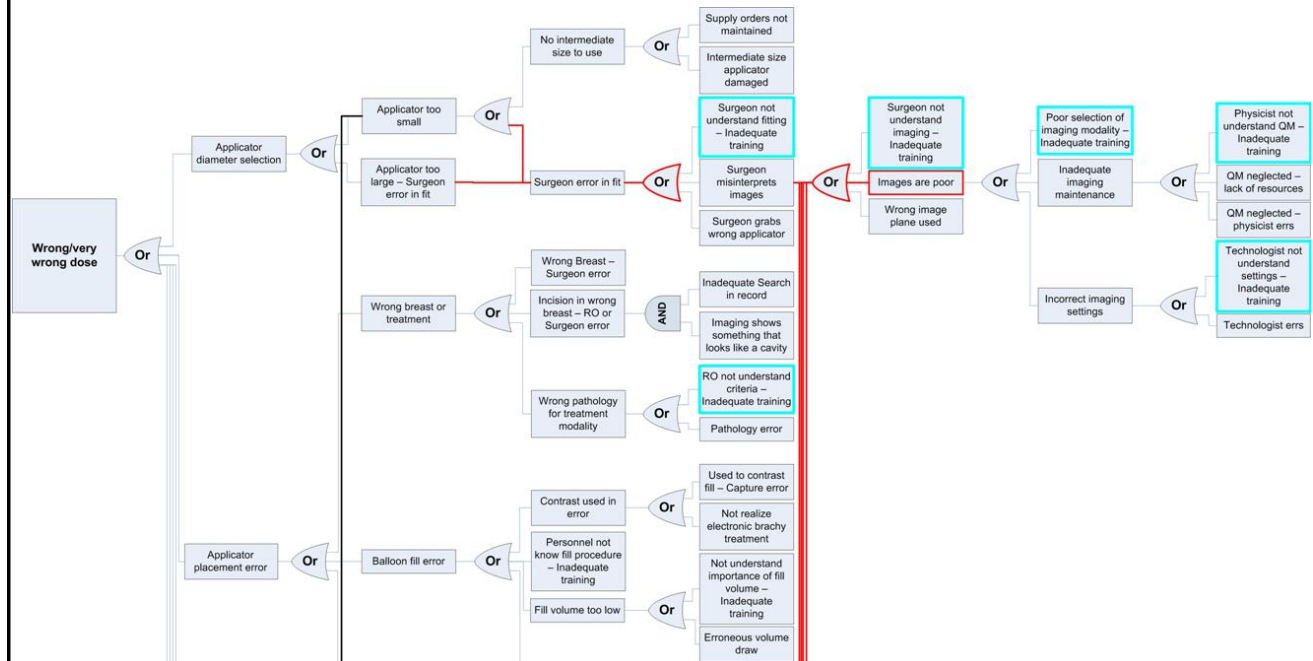 Wrong/very
wrong dose
Or
Applicator
diameter selection
Or
Applicator too
small
Or
No intermediate
size to use
Or
Supply orders not
maintained
Intermediate size
applicator
damaged
Applicator too
large – Surgeon
error in fit
Surgeon error in fit
Or
Surgeon not
understand fitting
– Inadequate
training
Surgeon
misinterprets
images
Surgeon grabs
wrong applicator
Or
Surgeon not
understand
imaging –
Inadequate
training
Images are poor
Wrong image
plane used
Or
Poor selection of
imaging modality –
Inadequate training
Inadequate
imaging
maintenance
Or
Physicist not
understand QM –
Inadequate
training
QM neglected –
lack of resources
QM neglected –
physicist errs
Incorrect imaging
settings
Or
Technologist not
understand
settings –
Inadequate
training
Technologist errs
Wrong breast or
treatment
Or
Wrong Breast –
Surgeon error
Incision in wrong
breast – RO or
Surgeon error
AND
Inadequate Search
in record
Imaging shows
something that
looks like a cavity
Wrong pathology
for treatment
modality
Or
RO not understand
criteria –
Inadequate training
Pathology error
Applicator
placement error
Or
Balloon fill error
Or
Contrast used in
error
Or
Used to contrast
fill – Capture error
Not realize
electronic brachy
treatment
Personnel not
know fill procedure
– Inadequate
training
Fill volume too low
Or
Not understand
importance of fill
volume –
Inadequate
training
Erroneous volume
draw